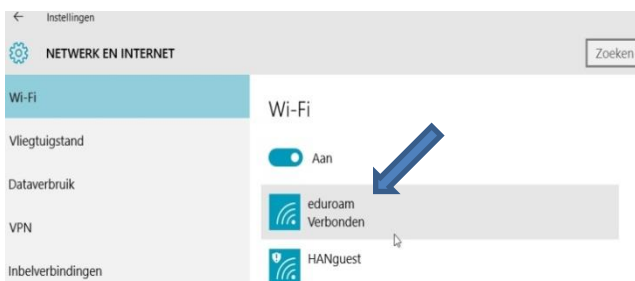 Instellingen
NETWERK EN INTERNET
Zoeken
Wi-Fi
Vliegtuigstand
Dataverbruik
VPN
Inbelverbindingen
Wi-Fi
Aan
eduroam
Verbonden
HANguest